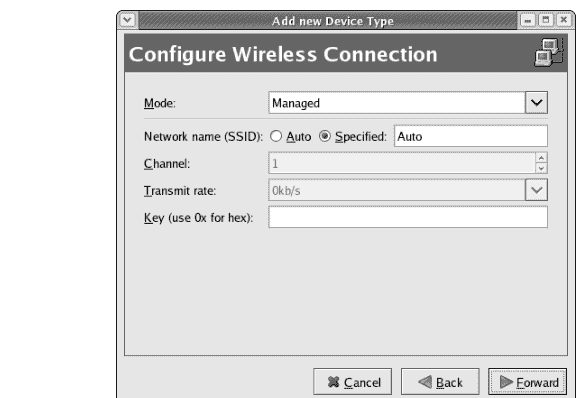 Add new Device Type
Configure Wireless Connection
Mode: Managed
Network name (SSID): Auto Specified: Auto
Channel: 1
Transmit rate: 0kb/s
Key (use 0x for hex):
Cancel Back Forward